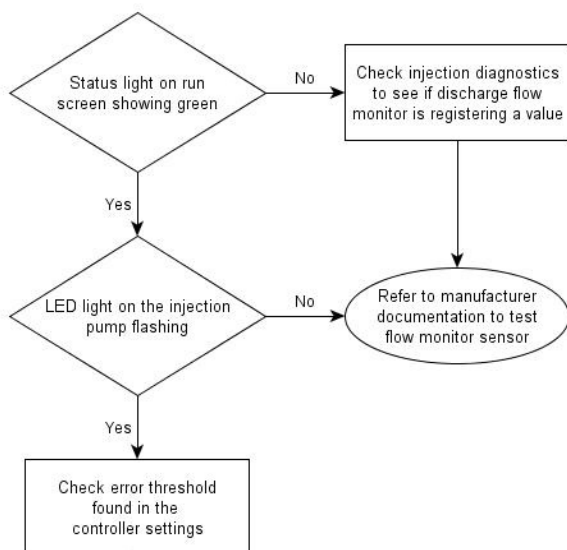 Status light on run
screen showing green
No
Check injection diagnostics
to see if discharge flow
monitor is registering a value
Yes
LED light on the injection
pump flashing
No
Refer to manufacturer
documentation to test
flow monitor sensor
Yes
Check error threshold
found in the
controller settings